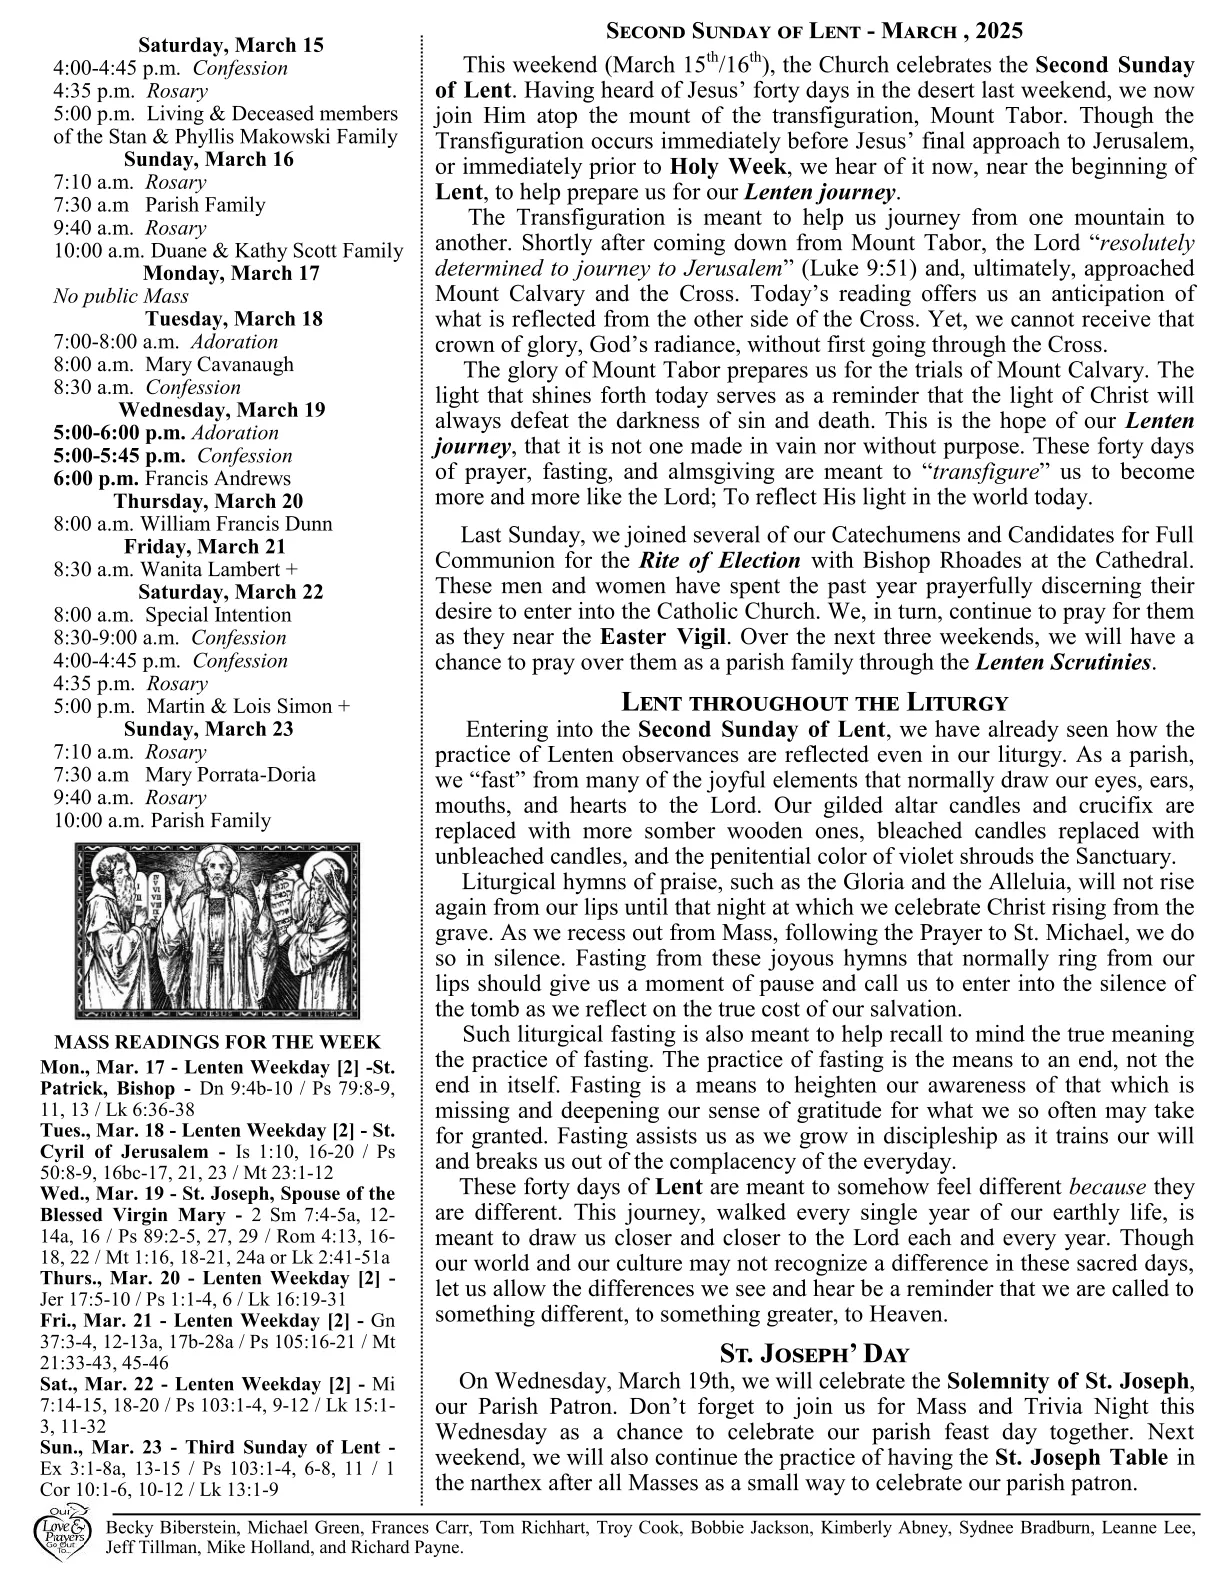 Saturday, March 15
4:00-4:45 p.m.  Confession
4:35 p.m.  Rosary
5:00 p.m.  Living & Deceased members
of the Stan & Phyllis Makowski Family
Sunday, March 16
7:10 a.m.  Rosary
7:30 a.m   Parish Family
9:40 a.m.  Rosary
10:00 a.m. Duane & Kathy Scott Family
Monday, March 17
No public Mass
Tuesday, March 18
7:00-8:00 a.m.  Adoration
8:00 a.m.  Mary Cavanaugh
8:30 a.m.  Confession
Wednesday, March 19
5:00-6:00 p.m. Adoration
5:00-5:45 p.m.  Confession
6:00 p.m. Francis Andrews
Thursday, March 20
8:00 a.m. William Francis Dunn
Friday, March 21
8:30 a.m. Wanita Lambert +
Saturday, March 22
8:00 a.m.  Special Intention
8:30-9:00 a.m.  Confession
4:00-4:45 p.m.  Confession
4:35 p.m.  Rosary
5:00 p.m.  Martin & Lois Simon +
Sunday, March 23
7:10 a.m.  Rosary
7:30 a.m   Mary Porrata-Doria
9:40 a.m.  Rosary
10:00 a.m. Parish Family
MOYSES JESUS ELIAS
MASS READINGS FOR THE WEEK
Mon., Mar. 17 - Lenten Weekday [2] -St.
Patrick, Bishop - Dn 9:4b-10 / Ps 79:8-9,
11, 13 / Lk 6:36-38
Tues., Mar. 18 - Lenten Weekday [2] - St.
Cyril of Jerusalem - Is 1:10, 16-20 / Ps
50:8-9, 16bc-17, 21, 23 / Mt 23:1-12
Wed., Mar. 19 - St. Joseph, Spouse of the
Blessed Virgin Mary - 2 Sm 7:4-5a, 12-
14a, 16 / Ps 89:2-5, 27, 29 / Rom 4:13, 16-
18, 22 / Mt 1:16, 18-21, 24a or Lk 2:41-51a
Thurs., Mar. 20 - Lenten Weekday [2] -
Jer 17:5-10 / Ps 1:1-4, 6 / Lk 16:19-31
Fri., Mar. 21 - Lenten Weekday [2] - Gn
37:3-4, 12-13a, 17b-28a / Ps 105:16-21 / Mt
21:33-43, 45-46
Sat., Mar. 22 - Lenten Weekday [2] - Mi
7:14-15, 18-20 / Ps 103:1-4, 9-12 / Lk 15:1-
3, 11-32
Sun., Mar. 23 - Third Sunday of Lent -
Ex 3:1-8a, 13-15 / Ps 103:1-4, 6-8, 11 / 1
Cor 10:1-6, 10-12 / Lk 13:1-9
Second Sunday of Lent - March , 2025
This weekend (March 15th/16th), the Church celebrates the Second Sunday
of Lent. Having heard of Jesus’ forty days in the desert last weekend, we now
join Him atop the mount of the transfiguration, Mount Tabor. Though the
Transfiguration occurs immediately before Jesus’ final approach to Jerusalem,
or immediately prior to Holy Week, we hear of it now, near the beginning of
Lent, to help prepare us for our Lenten journey.
The Transfiguration is meant to help us journey from one mountain to
another. Shortly after coming down from Mount Tabor, the Lord “resolutely
determined to journey to Jerusalem” (Luke 9:51) and, ultimately, approached
Mount Calvary and the Cross. Today’s reading offers us an anticipation of
what is reflected from the other side of the Cross. Yet, we cannot receive that
crown of glory, God’s radiance, without first going through the Cross.
The glory of Mount Tabor prepares us for the trials of Mount Calvary. The
light that shines forth today serves as a reminder that the light of Christ will
always defeat the darkness of sin and death. This is the hope of our Lenten
journey, that it is not one made in vain nor without purpose. These forty days
of prayer, fasting, and almsgiving are meant to “transfigure” us to become
more and more like the Lord; To reflect His light in the world today.
Last Sunday, we joined several of our Catechumens and Candidates for Full
Communion for the Rite of Election with Bishop Rhoades at the Cathedral.
These men and women have spent the past year prayerfully discerning their
desire to enter into the Catholic Church. We, in turn, continue to pray for them
as they near the Easter Vigil. Over the next three weekends, we will have a
chance to pray over them as a parish family through the Lenten Scrutinies.
Lent throughout the Liturgy
Entering into the Second Sunday of Lent, we have already seen how the
practice of Lenten observances are reflected even in our liturgy. As a parish,
we “fast” from many of the joyful elements that normally draw our eyes, ears,
mouths, and hearts to the Lord. Our gilded altar candles and crucifix are
replaced with more somber wooden ones, bleached candles replaced with
unbleached candles, and the penitential color of violet shrouds the Sanctuary.
Liturgical hymns of praise, such as the Gloria and the Alleluia, will not rise
again from our lips until that night at which we celebrate Christ rising from the
grave. As we recess out from Mass, following the Prayer to St. Michael, we do
so in silence. Fasting from these joyous hymns that normally ring from our
lips should give us a moment of pause and call us to enter into the silence of
the tomb as we reflect on the true cost of our salvation.
Such liturgical fasting is also meant to help recall to mind the true meaning
the practice of fasting. The practice of fasting is the means to an end, not the
end in itself. Fasting is a means to heighten our awareness of that which is
missing and deepening our sense of gratitude for what we so often may take
for granted. Fasting assists us as we grow in discipleship as it trains our will
and breaks us out of the complacency of the everyday.
These forty days of Lent are meant to somehow feel different because they
are different. This journey, walked every single year of our earthly life, is
meant to draw us closer and closer to the Lord each and every year. Though
our world and our culture may not recognize a difference in these sacred days,
let us allow the differences we see and hear be a reminder that we are called to
something different, to something greater, to Heaven.
St. Joseph’ Day
On Wednesday, March 19th, we will celebrate the Solemnity of St. Joseph,
our Parish Patron. Don’t forget to join us for Mass and Trivia Night this
Wednesday as a chance to celebrate our parish feast day together. Next
weekend, we will also continue the practice of having the St. Joseph Table in
the narthex after all Masses as a small way to celebrate our parish patron.
Our
Love &
Prayers
Go Out
To...
Becky Biberstein, Michael Green, Frances Carr, Tom Richhart, Troy Cook, Bobbie Jackson, Kimberly Abney, Sydnee Bradburn, Leanne Lee,
Jeff Tillman, Mike Holland, and Richard Payne.